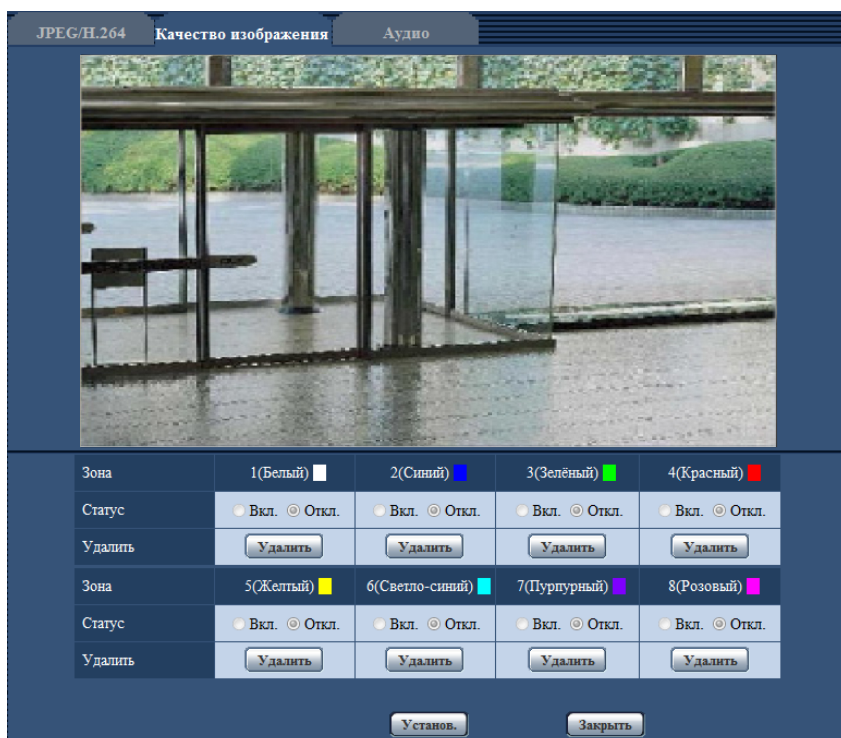 JPEG/H.264 Качество изображения Аудио
Зона 1(Белый) 2(Синий) 3(Зелёный) 4(Красный)
Статус Вкл. Откл. Вкл. Откл. Вкл. Откл. Вкл. Откл.
Удалить Удалить Удалить Удалить Удалить
Зона 5(Желтый) 6(Светло-синий) 7(Пурпурный) 8(Розовый)
Статус Вкл. Откл. Вкл. Откл. Вкл. Откл. Вкл. Откл.
Удалить Удалить Удалить Удалить Удалить
Установ. Закрыть